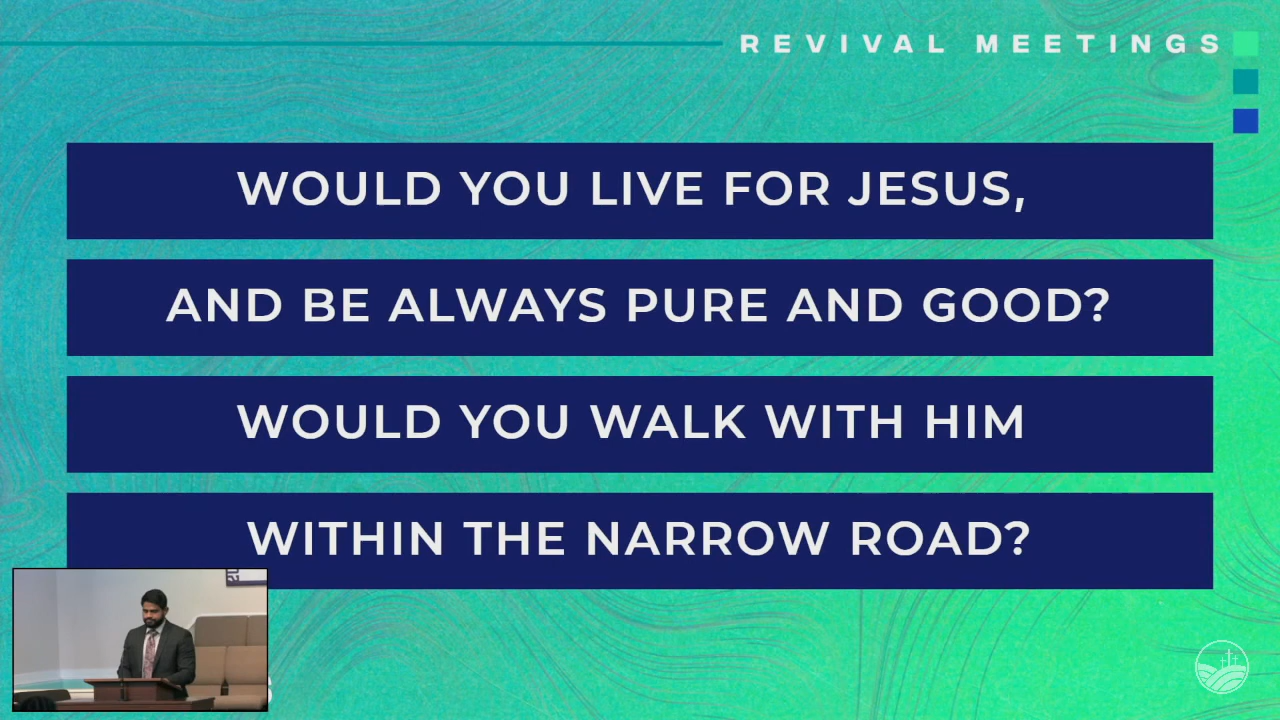 REVIVAL MEETINGS
WOULD YOU LIVE FOR JESUS,
AND BE ALWAYS PURE AND GOOD?
WOULD YOU WALK WITH HIM
WITHIN THE NARROW ROAD?